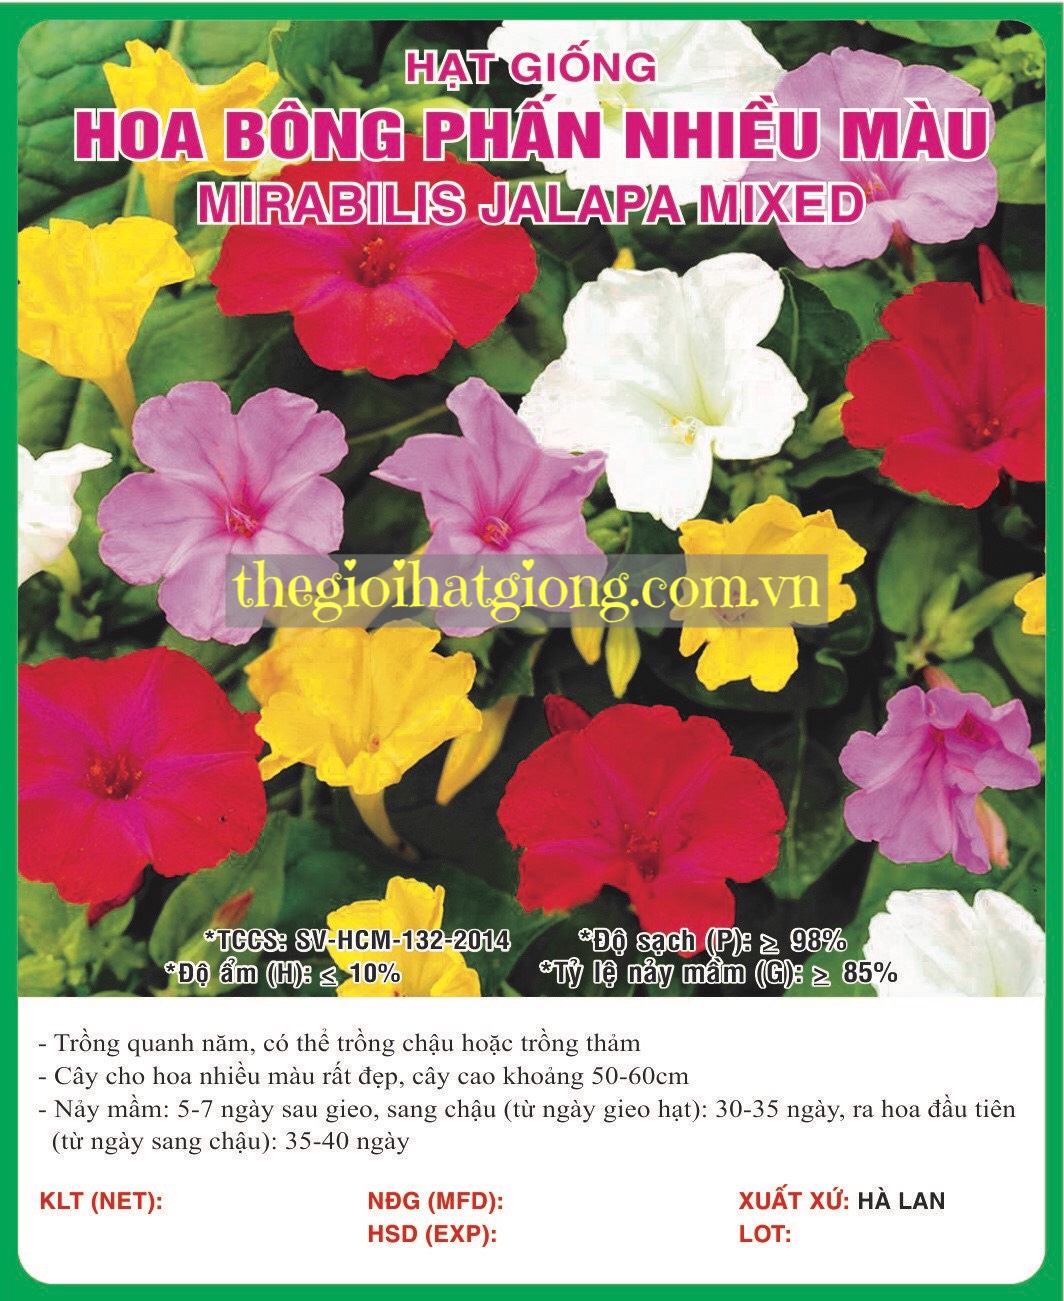 HẠT GIỐNG
HOA BÔNG PHẤN NHIỀU MÀU
MIRABILIS JALAPA MIXED
thegioihatgiong.com.vn
*TCCS: SV-HCM-132-2014 *Độ sạch (P): ≥ 98%
*Độ ẩm (H): ≤ 10% *Tỷ lệ nảy mầm (G): ≥ 85%
- Trồng quanh năm, có thể trồng chậu hoặc trồng thảm
- Cây cho hoa nhiều màu rất đẹp, cây cao khoảng 50-60cm
- Nảy mầm: 5-7 ngày sau gieo, sang chậu (từ ngày gieo hạt): 30-35 ngày, ra hoa đầu tiên
(từ ngày sang chậu): 35-40 ngày
KLT (NET): NĐG (MFD): XUẤT XỨ: HÀ LAN
HSD (EXP): LOT: